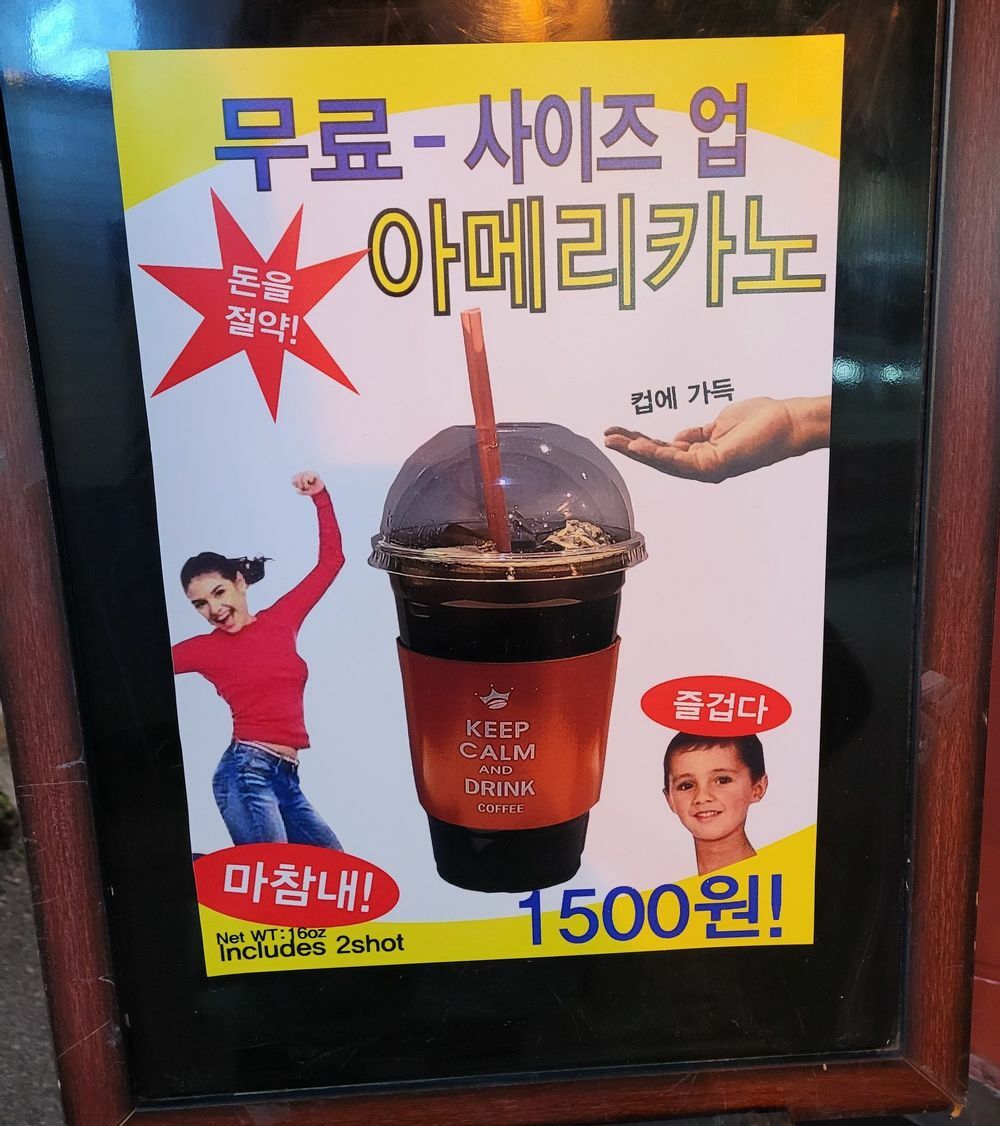 무료-사이즈 업
아메리카노
돈을
절약!
컵에 가득
KEEP
CALM
AND
DRINK
COFFEE
즐겁다
마참내!
1500원!
Net WT:16oz
Includes 2shot